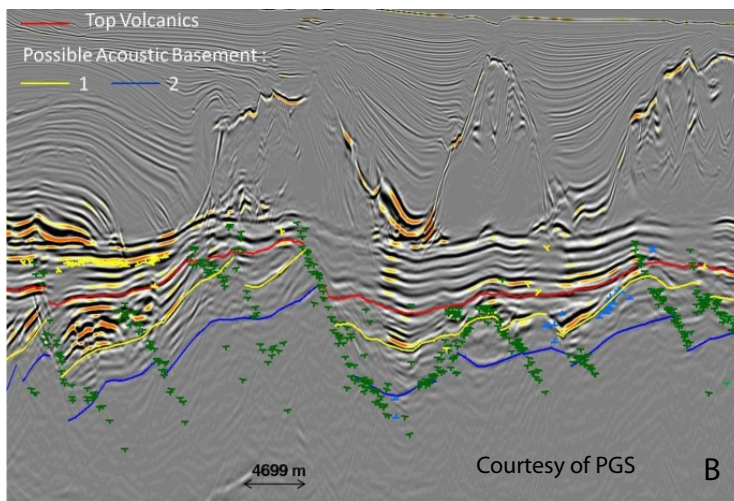 Top Volcanics
Possible Acoustic Basement :
1 2
4699 m
Courtesy of PGS B